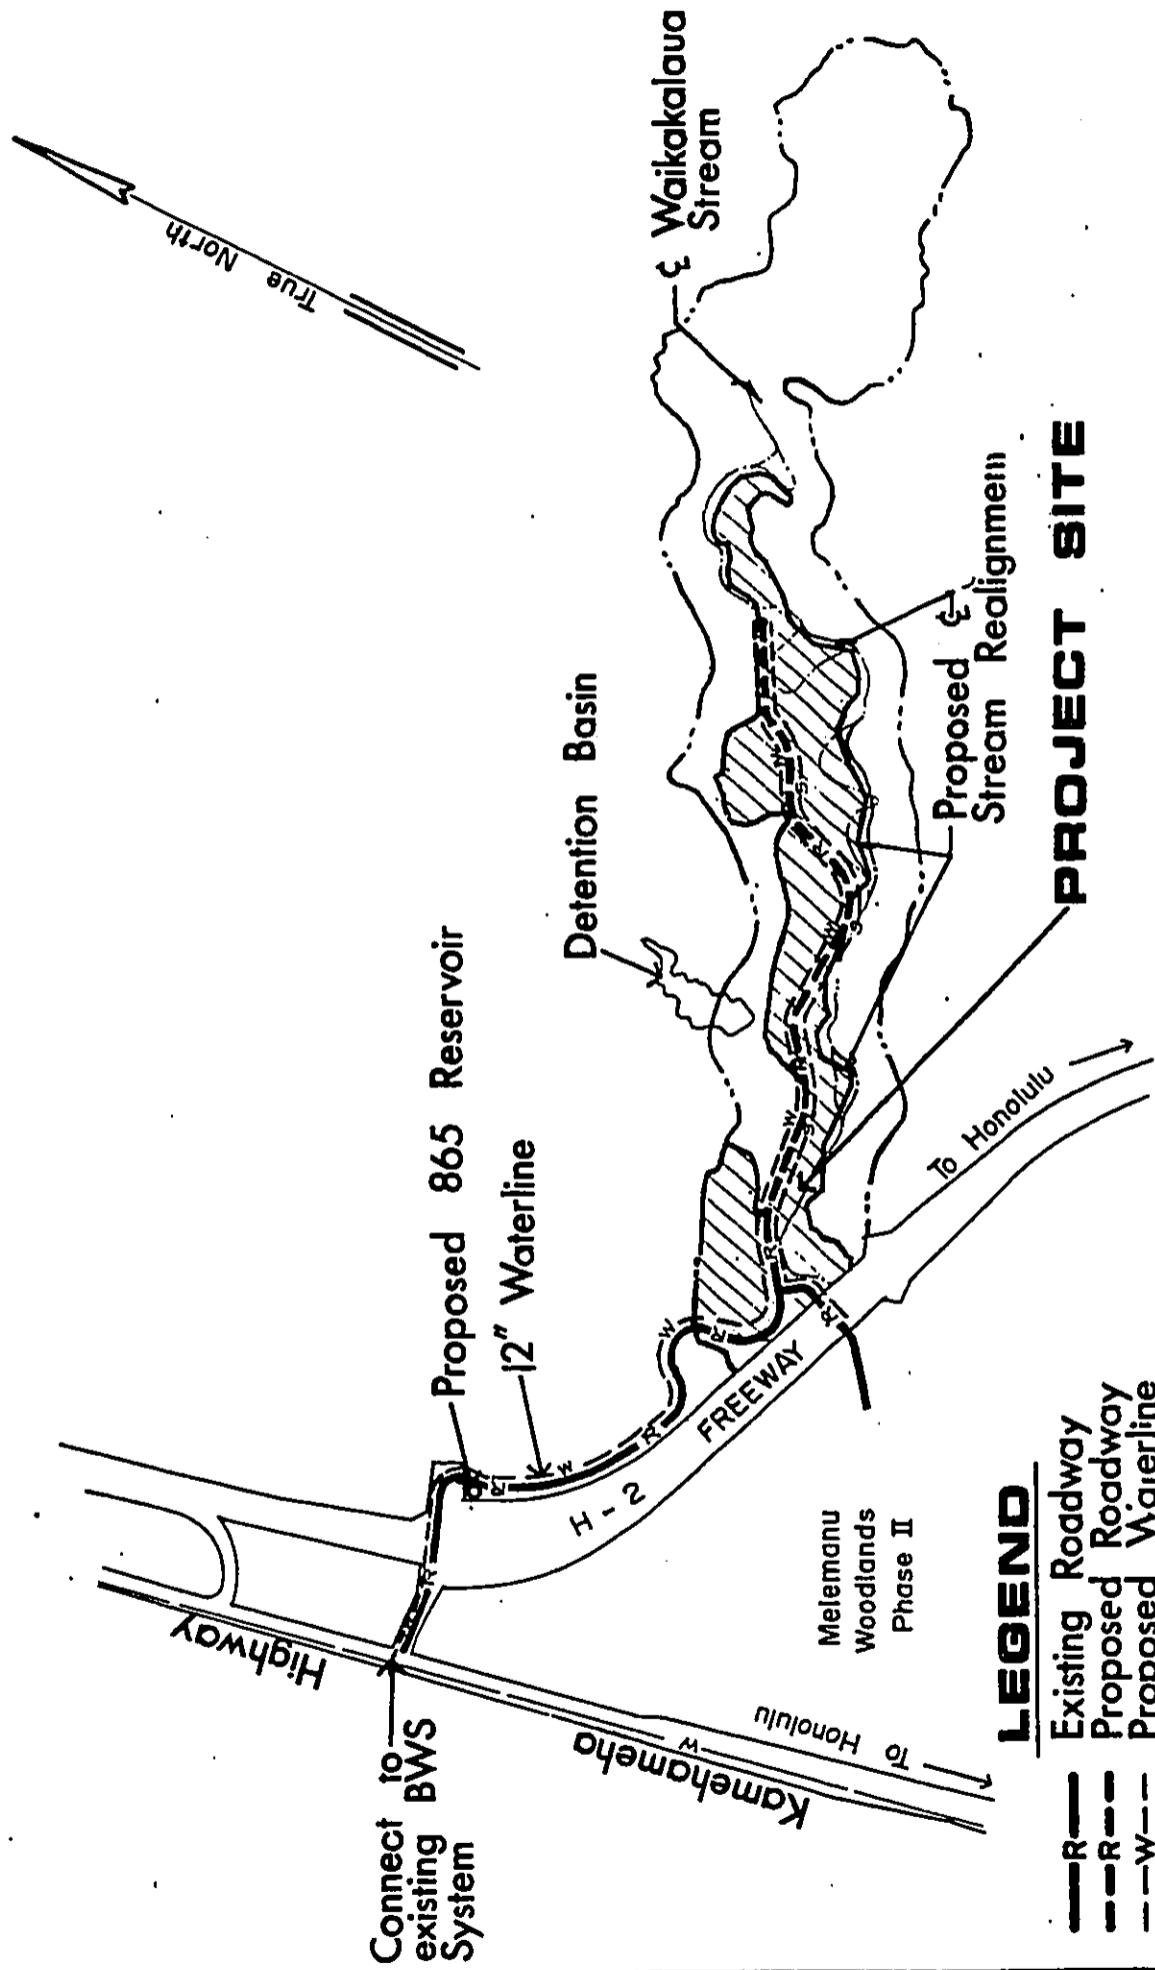 True North
℄ Waikakalaua
Stream
Detention Basin
Proposed 865 Reservoir
12" Waterline
Proposed ℄
Stream Realignmen
PROJECT SITE
To Honolulu
H - 2 FREEWAY
Melemanu
Woodlands
Phase II
Kamehameha Highway
To Honolulu
Connect to
existing BWS
System
W
R
R
W
R
W
R
R
R
W
S
R
W
S
R
W
S
LEGEND
R Existing Roadway
R Proposed Roadway
W Proposed Waterline